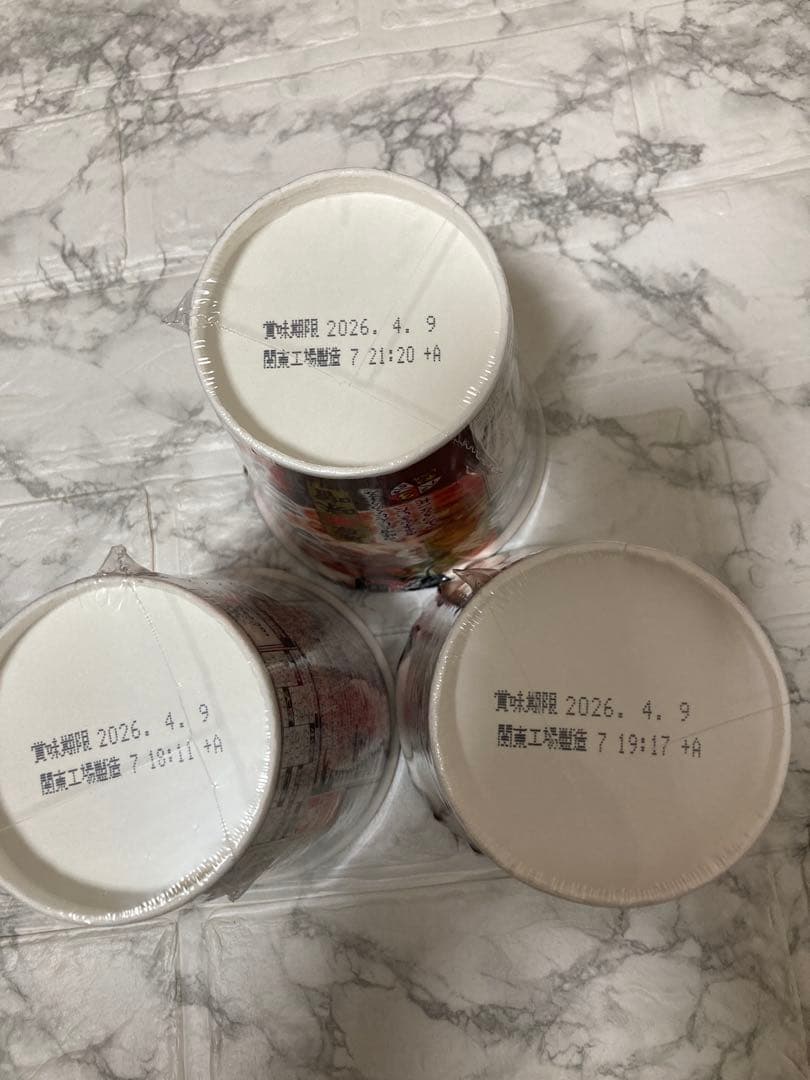 賞味期限 2026. 4. 9
関東工場製造 7 21:20 +A
賞味期限 2026. 4. 9
関東工場製造 7 18:11 +A
賞味期限 2026. 4. 9
関東工場製造 7 19:17 +A